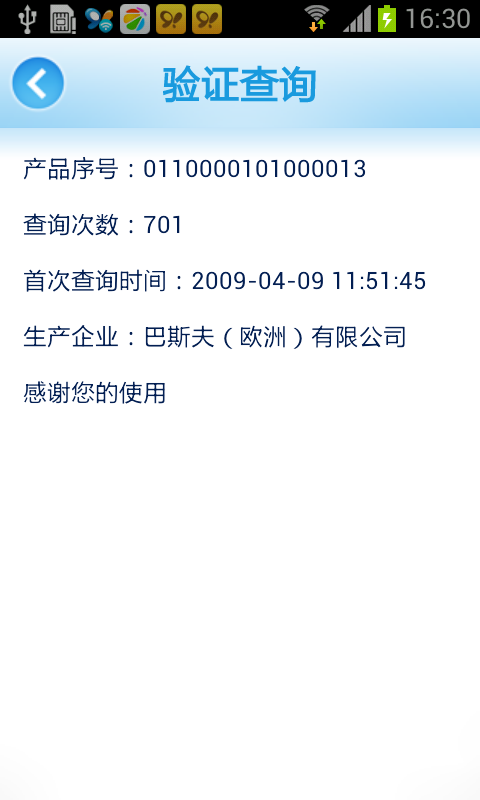 16:30
验证查询
产品序号：0110000101000013
查询次数：701
首次查询时间：2009-04-09 11:51:45
生产企业：巴斯夫（欧洲）有限公司
感谢您的使用